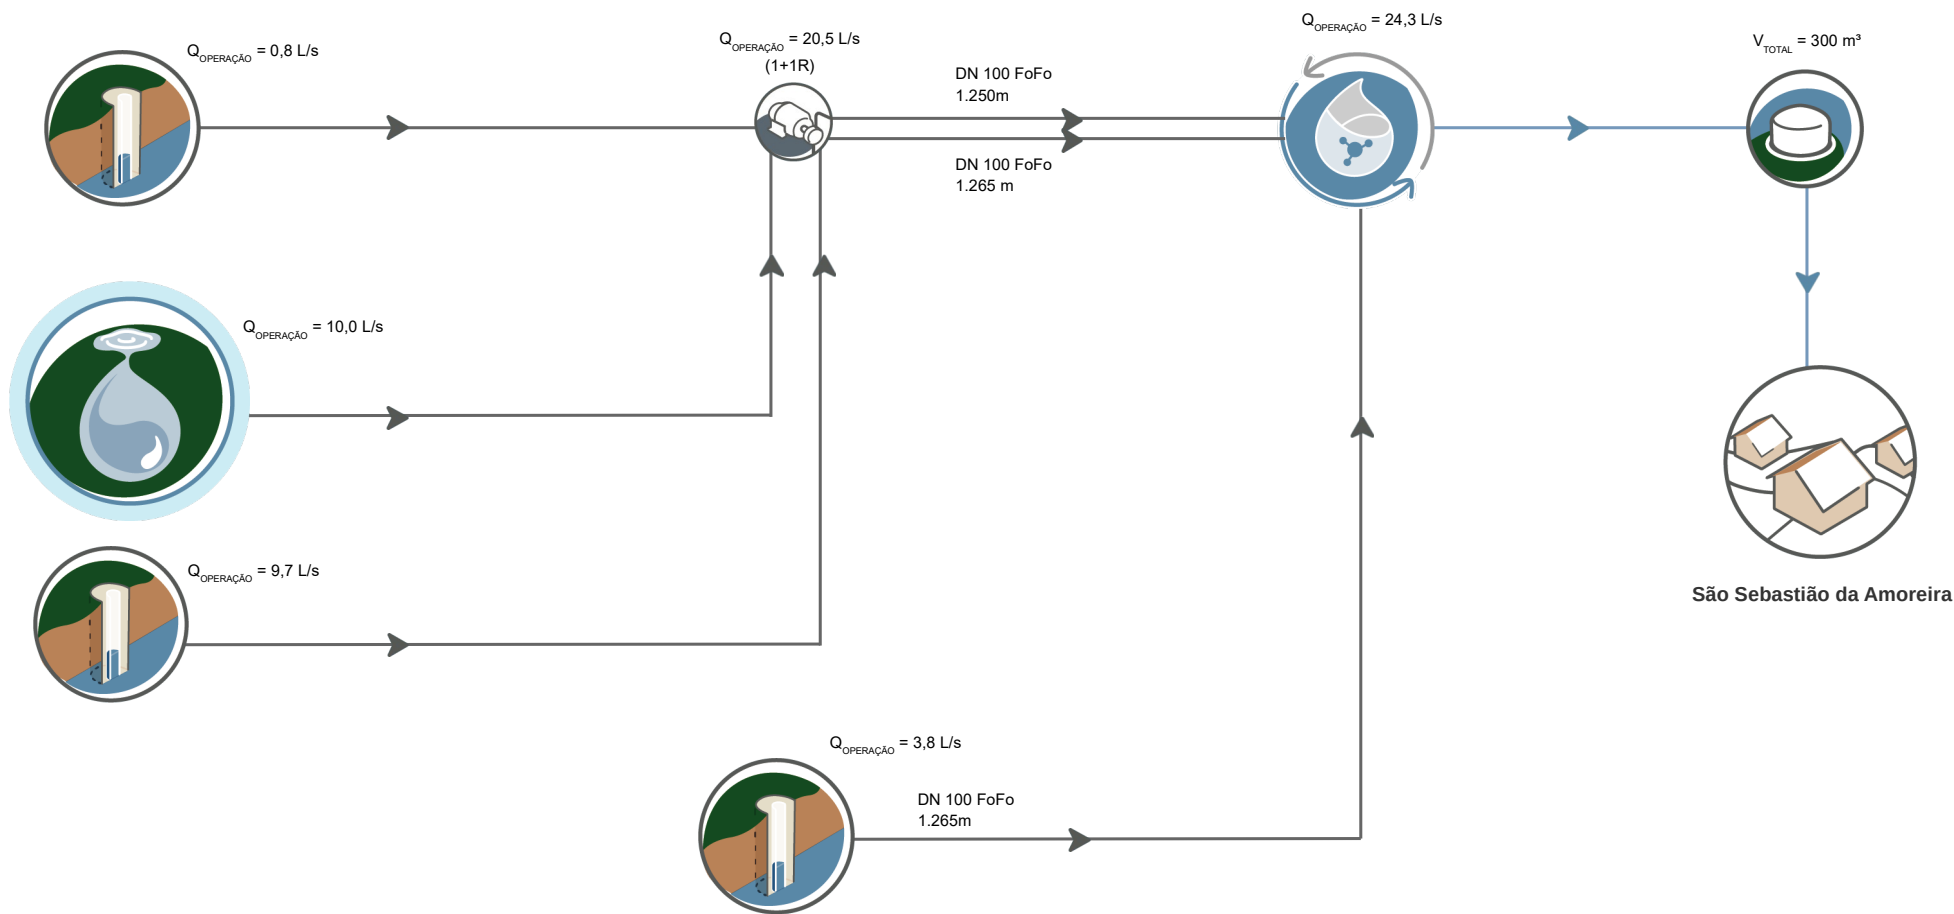 Q OPERAÇÃO = 0,8 L/s
Q OPERAÇÃO = 20,5 L/s
(1+1R)
DN 100 FoFo
1.250m
DN 100 FoFo
1.265 m
Q OPERAÇÃO = 24,3 L/s
V TOTAL = 300 m³
Q OPERAÇÃO = 10,0 L/s
Q OPERAÇÃO = 9,7 L/s
São Sebastião da Amoreira
Q OPERAÇÃO = 3,8 L/s
DN 100 FoFo
1.265m